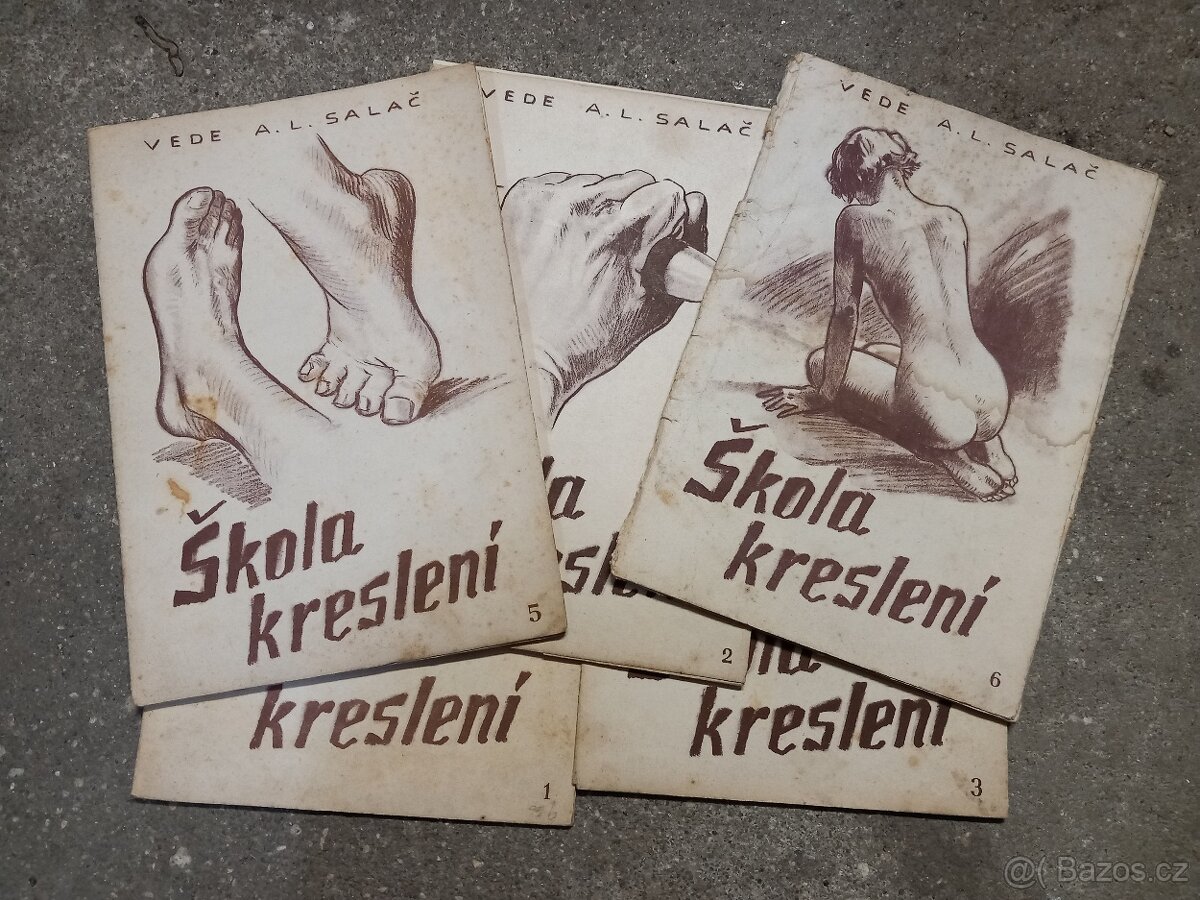 VEDE A. L. SALAČ
Škola
kreslení
5
VEDE A. L. SALAČ
2
VEDE A. L. SALAČ
Škola
kreslení
6
kreslení
1
kreslení
3
@( Bazos.cz